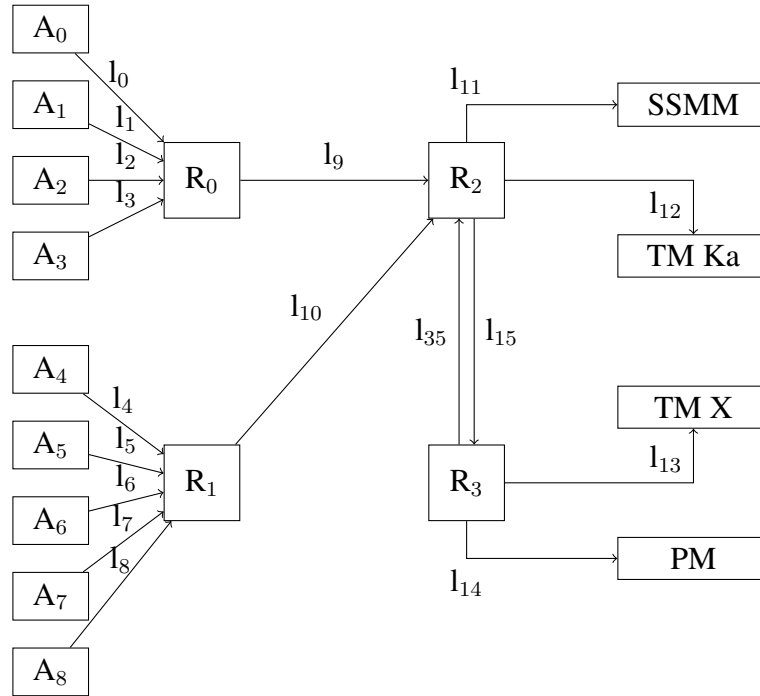 A₀
l₀
A₁
l₁
l₂
A₂
l₃
A₃
R₀
l₉
R₂
l₁₁
SSMM
l₁₂
TM Ka
l₁₀
l₃₅
l₁₅
A₄
l₄
A₅
l₅
l₆
A₆
l₇
A₇
l₈
A₈
R₁
R₃
TM X
l₁₃
PM
l₁₄